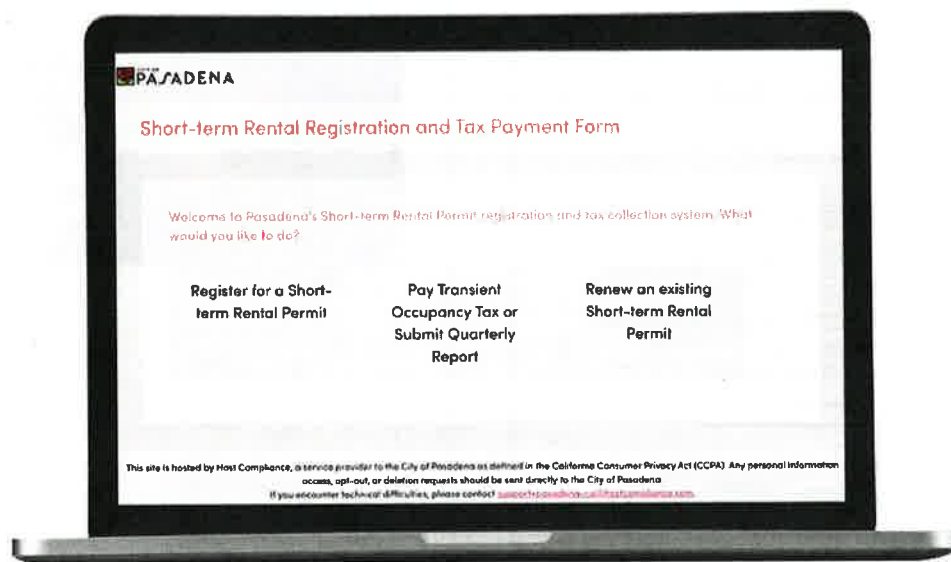 CITY OF
PASADENA
Short-term Rental Registration and Tax Payment Form
Welcome to Pasadena's Short-term Rental Permit registration and tax collection system. What
would you like to do?
Register for a Short-
term Rental Permit
Pay Transient
Occupancy Tax or
Submit Quarterly
Report
Renew an existing
Short-term Rental
Permit
This site is hosted by Host Compliance, a service provider to the City of Pasadena as defined in the California Consumer Privacy Act (CCPA). Any personal information
access, opt-out, or deletion requests should be sent directly to the City of Pasadena
If you encounter technical difficulties, please contact